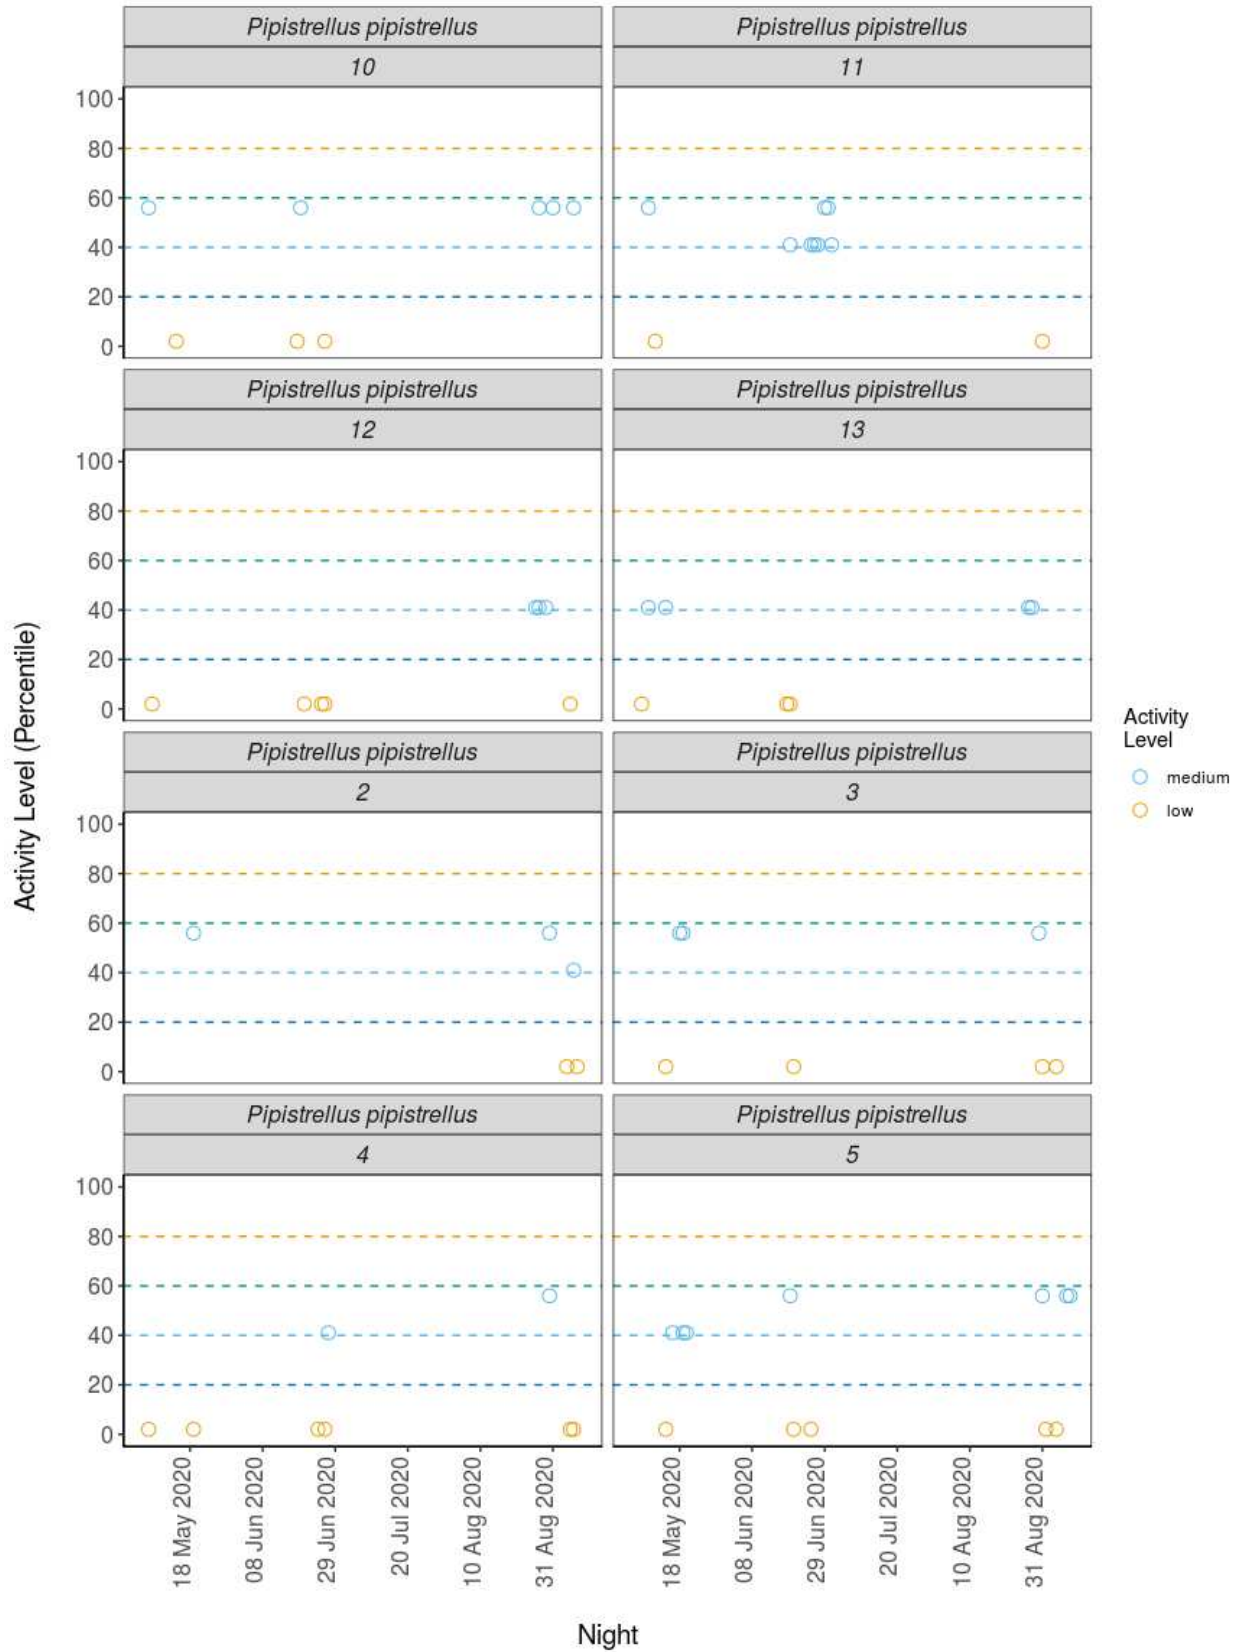 Pipistrellus pipistrellus
Pipistrellus pipistrellus
10
11
100
80
60
40
20
0
Pipistrellus pipistrellus
Pipistrellus pipistrellus
12
13
100
80
60
40
20
0
Pipistrellus pipistrellus
Pipistrellus pipistrellus
2
3
100
80
60
40
20
0
Pipistrellus pipistrellus
Pipistrellus pipistrellus
4
5
100
80
60
40
20
0
18 May 2020
08 Jun 2020
29 Jun 2020
20 Jul 2020
10 Aug 2020
31 Aug 2020
18 May 2020
08 Jun 2020
29 Jun 2020
20 Jul 2020
10 Aug 2020
31 Aug 2020
Night
Activity Level (Percentile)
Activity
Level
medium
low